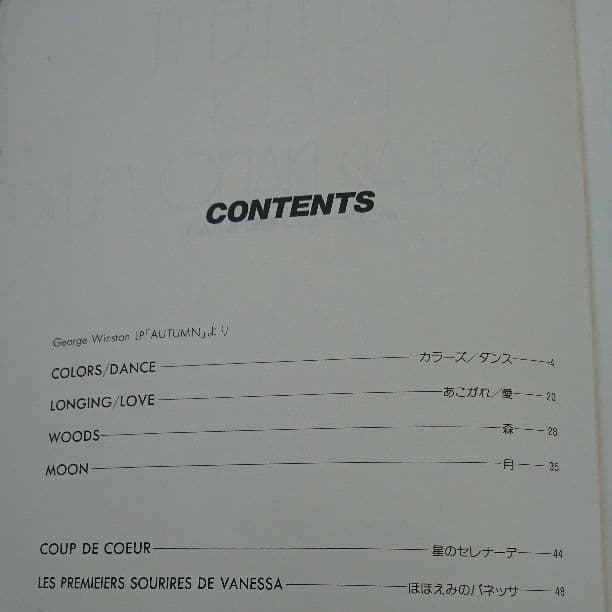 CONTENTS
George Winston LP「AUTUMN」より
COLORS/DANCE カラーズ/ダンス 4
LONGING/LOVE あこがれ/愛 20
WOODS 森 28
MOON 月 35
COUP DE COEUR 星のセレナーデ 44
LES PREMIEIERS SOURIRES DE VANESSA ほほえみのバネッサ 48